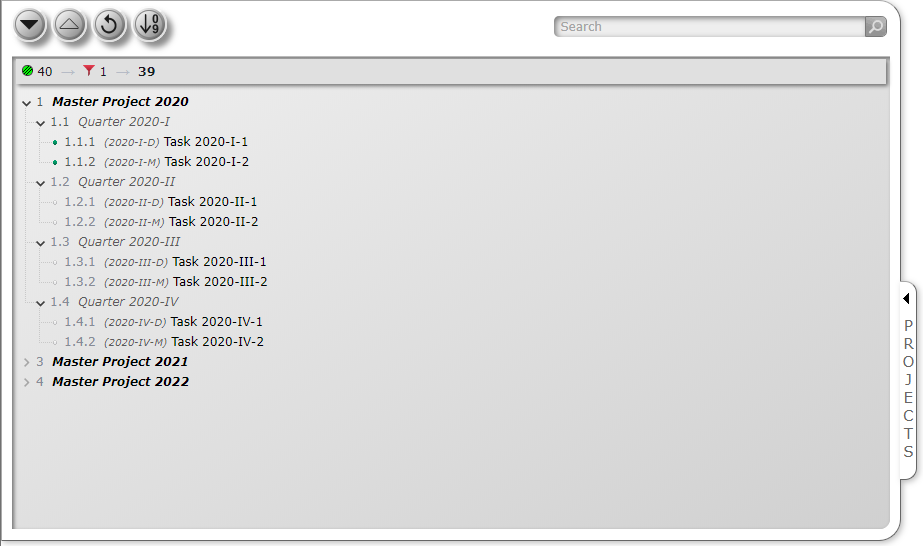 0
9
Search
40 → 1 → 39
1 Master Project 2020
1.1 Quarter 2020-I
1.1.1 (2020-I-D) Task 2020-I-1
1.1.2 (2020-I-M) Task 2020-I-2
1.2 Quarter 2020-II
1.2.1 (2020-II-D) Task 2020-II-1
1.2.2 (2020-II-M) Task 2020-II-2
1.3 Quarter 2020-III
1.3.1 (2020-III-D) Task 2020-III-1
1.3.2 (2020-III-M) Task 2020-III-2
1.4 Quarter 2020-IV
1.4.1 (2020-IV-D) Task 2020-IV-1
1.4.2 (2020-IV-M) Task 2020-IV-2
3 Master Project 2021
4 Master Project 2022
PROJECTS